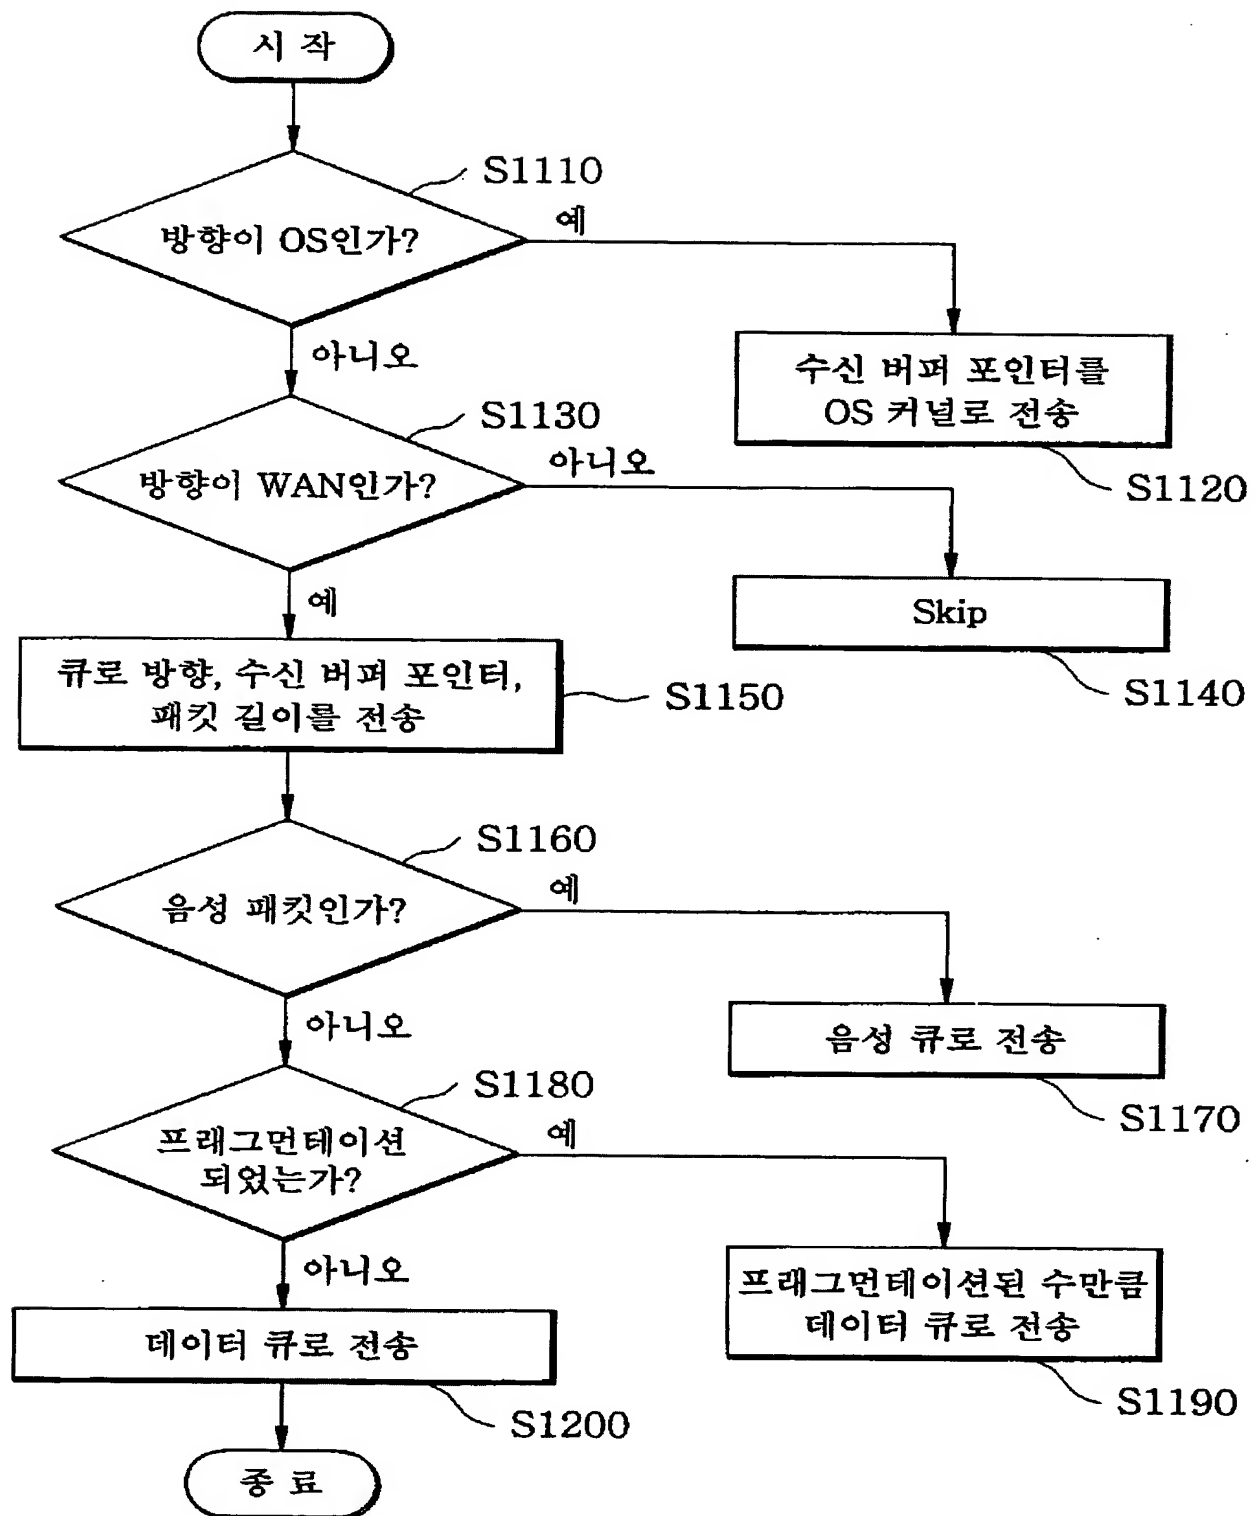 시 작
S1110
방향이 OS인가?
예
아니오
수신 버퍼 포인터를
OS 커널로 전송
S1120
S1130
방향이 WAN인가?
아니오
예
Skip
S1140
큐로 방향, 수신 버퍼 포인터,
패킷 길이를 전송
S1150
S1160
음성 패킷인가?
예
아니오
음성 큐로 전송
S1170
S1180
프래그먼테이션
되었는가?
예
아니오
프래그먼테이션된 수만큼
데이터 큐로 전송
S1190
데이터 큐로 전송
S1200
종 료